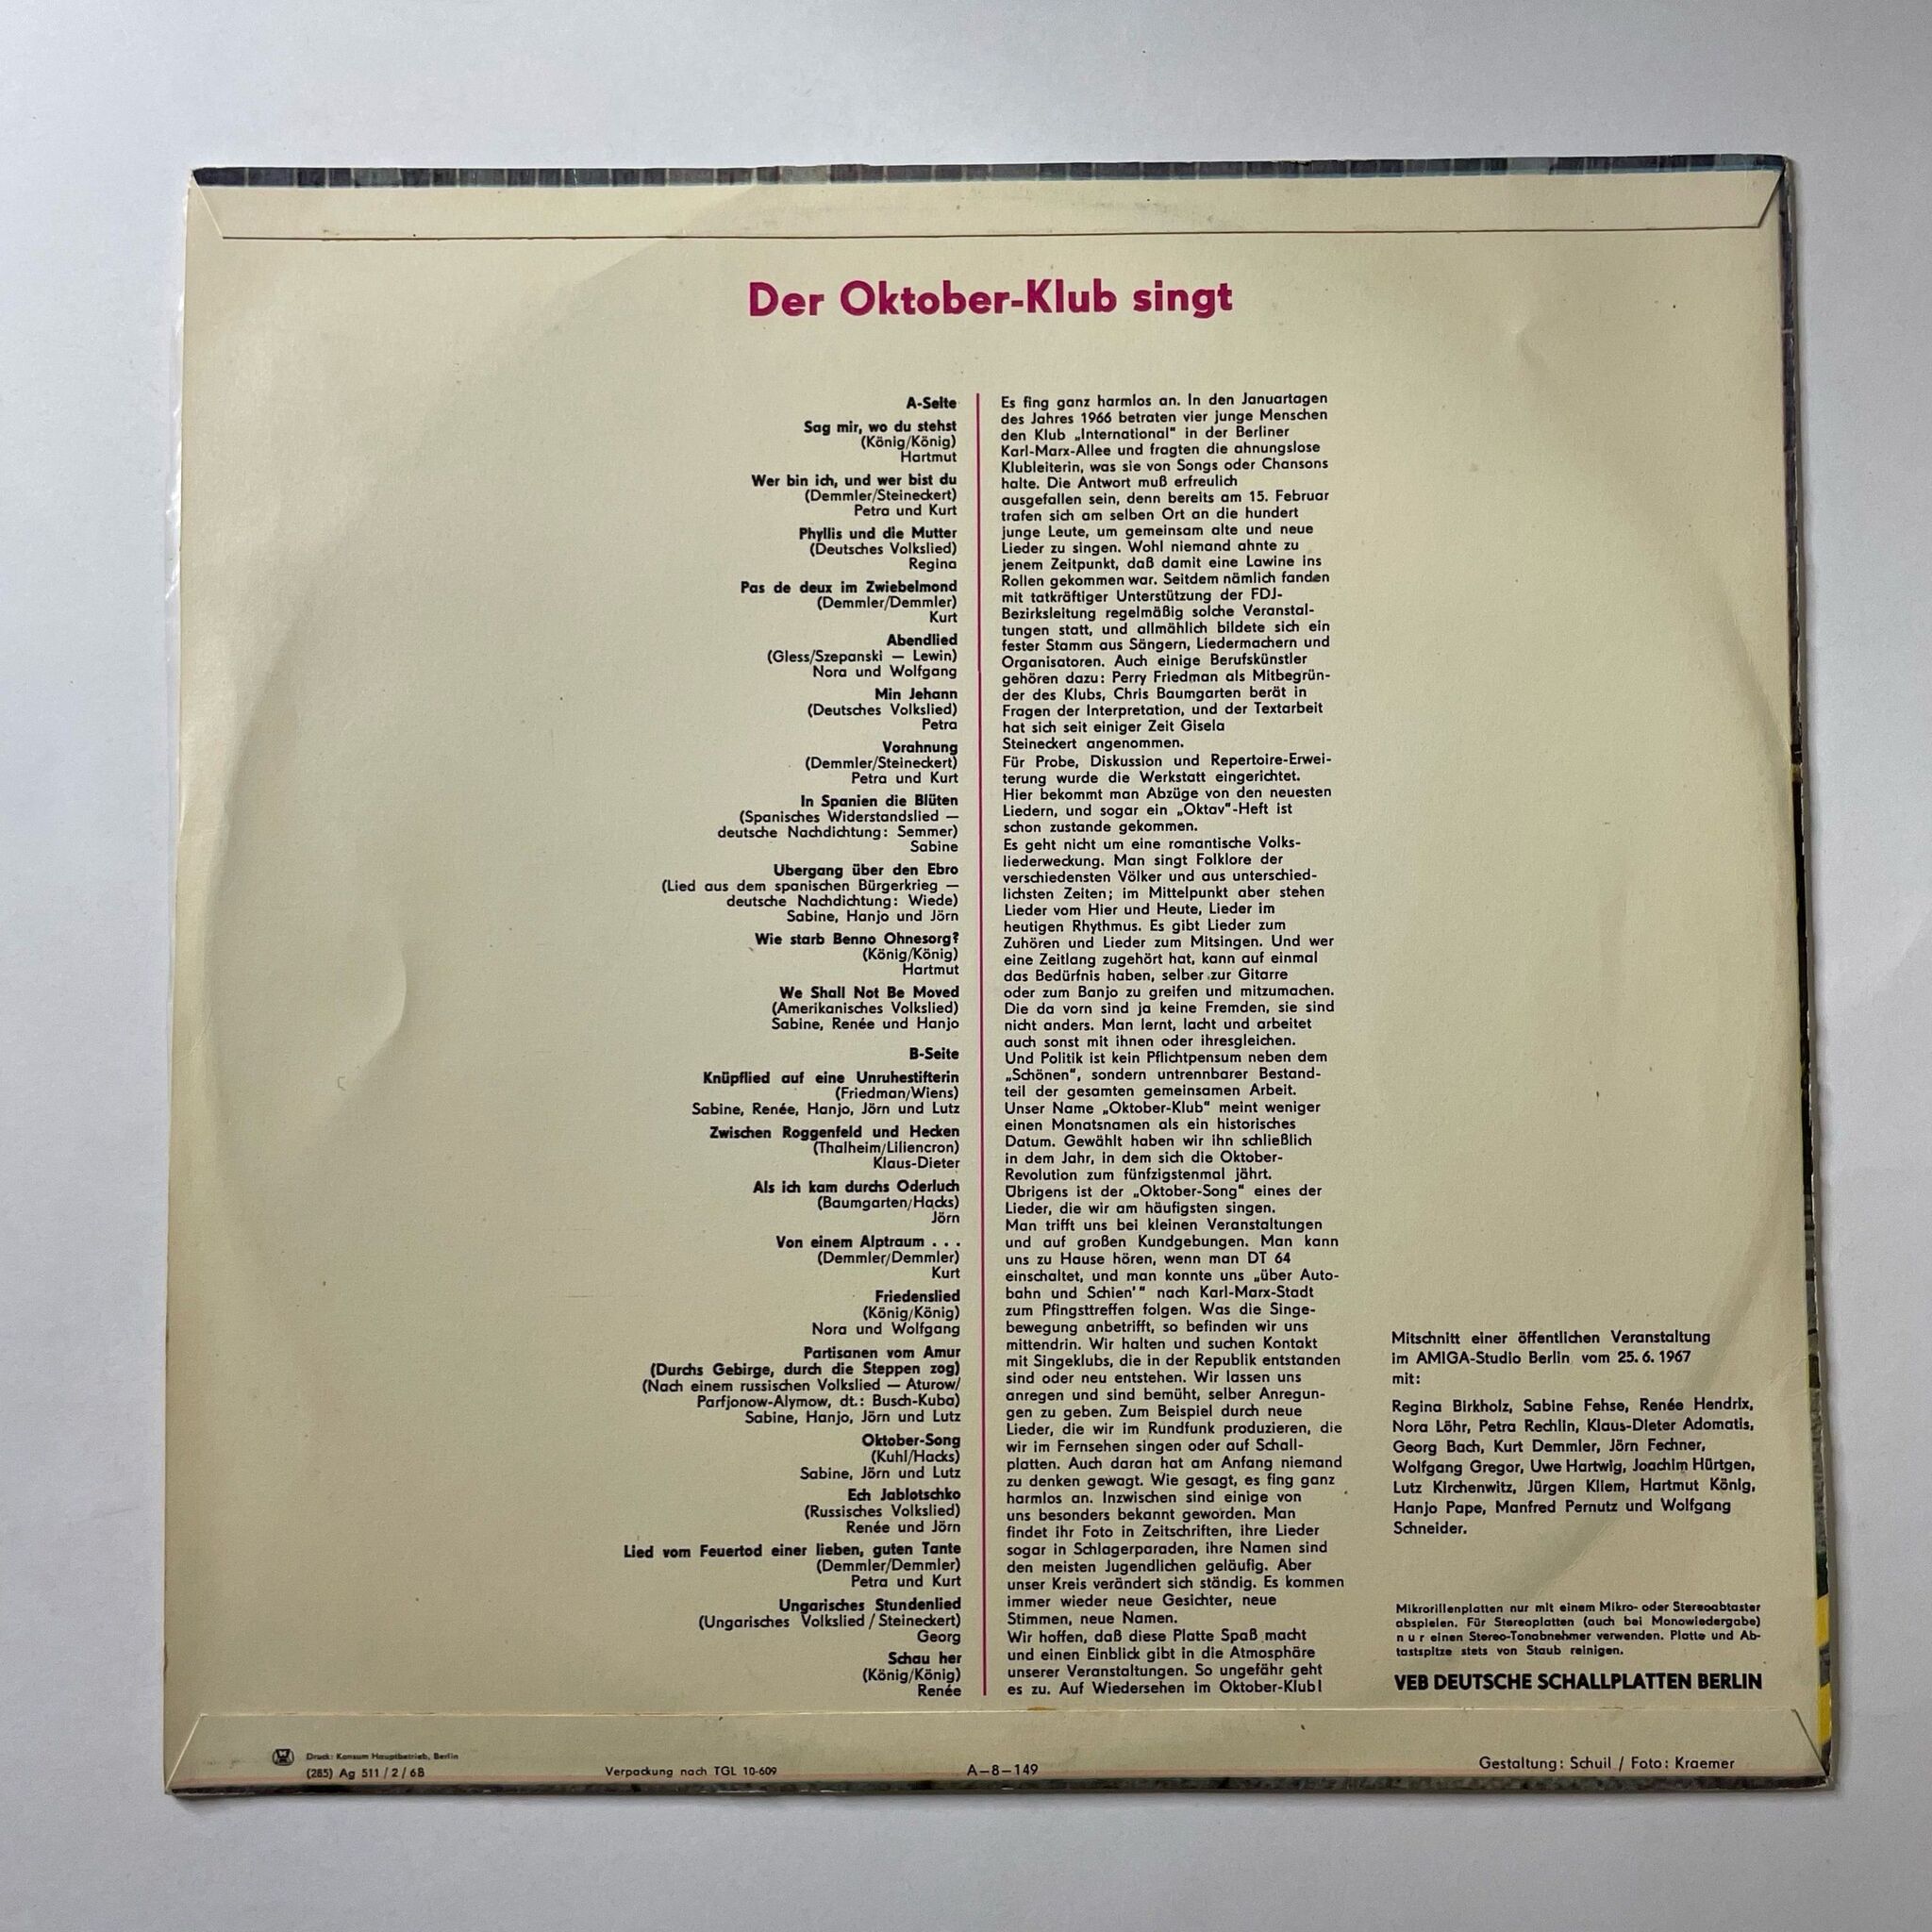 Der Oktober-Klub singt
A-Seite
Sag mir, wo du stehst
(König/König)
Hartmut
Wer bin ich, und wer bist du
(Demmler/Steineckert)
Petra und Kurt
Phyllis und die Mutter
(Deutsches Volkslied)
Regina
Pas de deux im Zwiebelmond
(Demmler/Demmler)
Kurt
Abendlied
(Gless/Szepanski — Lewin)
Nora und Wolfgang
Min Jehann
(Deutsches Volkslied)
Petra
Vorahnung
(Demmler/Steineckert)
Petra und Kurt
In Spanien die Blüten
(Spanisches Widerstandslied —
deutsche Nachdichtung: Semmer)
Sabine
Ubergang über den Ebro
(Lied aus dem spanischen Bürgerkrieg —
deutsche Nachdichtung: Wiede)
Sabine, Hanjo und Jörn
Wie starb Benno Ohnesorg?
(König/König)
Hartmut
We Shall Not Be Moved
(Amerikanisches Volkslied)
Sabine, Renée und Hanjo
B-Seite
Knüpflied auf eine Unruhestifterin
(Friedman/Wiens)
Sabine, Renée, Hanjo, Jörn und Lutz
Zwischen Roggenfeld und Hecken
(Thalheim/Liliencron)
Klaus-Dieter
Als ich kam durchs Oderluch
(Baumgarten/Hacks)
Jörn
Von einem Alptraum . . .
(Demmler/Demmler)
Kurt
Friedenslied
(König/König)
Nora und Wolfgang
Partisanen vom Amur
(Durchs Gebirge, durch die Steppen zog)
(Nach einem russischen Volkslied — Aturow/
Parfjonow-Alymow, dt.: Busch-Kuba)
Sabine, Hanjo, Jörn und Lutz
Oktober-Song
(Kuhl/Hacks)
Sabine, Jörn und Lutz
Ech Jablotschko
(Russisches Volkslied)
Renée und Jörn
Lied vom Feuertod einer lieben, guten Tante
(Demmler/Demmler)
Petra und Kurt
Ungarisches Stundenlied
(Ungarisches Volkslied / Steineckert)
Georg
Schau her
(König/König)
Renée
Es fing ganz harmlos an. In den Januartagen
des Jahres 1966 betraten vier junge Menschen
den Klub „International" in der Berliner
Karl-Marx-Allee und fragten die ahnungslose
Klubleiterin, was sie von Songs oder Chansons
halte. Die Antwort muß erfreulich
ausgefallen sein, denn bereits am 15. Februar
trafen sich am selben Ort an die hundert
junge Leute, um gemeinsam alte und neue
Lieder zu singen. Wohl niemand ahnte zu
jenem Zeitpunkt, daß damit eine Lawine ins
Rollen gekommen war. Seitdem nämlich fanden
mit tatkräftiger Unterstützung der FDJ-
Bezirksleitung regelmäßig solche Veranstal-
tungen statt, und allmählich bildete sich ein
fester Stamm aus Sängern, Liedermachern und
Organisatoren. Auch einige Berufskünstler
gehören dazu: Perry Friedman als Mitbegrün-
der des Klubs, Chris Baumgarten berät in
Fragen der Interpretation, und der Textarbeit
hat sich seit einiger Zeit Gisela
Steineckert angenommen.
Für Probe, Diskussion und Repertoire-Erwei-
terung wurde die Werkstatt eingerichtet.
Hier bekommt man Abzüge von den neuesten
Liedern, und sogar ein „Oktav"-Heft ist
schon zustande gekommen.
Es geht nicht um eine romantische Volks-
liederweckung. Man singt Folklore der
verschiedensten Völker und aus unterschied-
lichsten Zeiten; im Mittelpunkt aber stehen
Lieder vom Hier und Heute, Lieder im
heutigen Rhythmus. Es gibt Lieder zum
Zuhören und Lieder zum Mitsingen. Und wer
eine Zeitlang zugehört hat, kann auf einmal
das Bedürfnis haben, selber zur Gitarre
oder zum Banjo zu greifen und mitzumachen.
Die da vorn sind ja keine Fremden, sie sind
nicht anders. Man lernt, lacht und arbeitet
auch sonst mit ihnen oder ihresgleichen.
Und Politik ist kein Pflichtpensum neben dem
„Schönen", sondern untrennbarer Bestand-
teil der gesamten gemeinsamen Arbeit.
Unser Name „Oktober-Klub" meint weniger
einen Monatsnamen als ein historisches
Datum. Gewählt haben wir ihn schließlich
in dem Jahr, in dem sich die Oktober-
Revolution zum fünfzigstenmal jährt.
Übrigens ist der „Oktober-Song" eines der
Lieder, die wir am häufigsten singen.
Man trifft uns bei kleinen Veranstaltungen
und auf großen Kundgebungen. Man kann
uns zu Hause hören, wenn man DT 64
einschaltet, und man konnte uns „über Auto-
bahn und Schien'" nach Karl-Marx-Stadt
zum Pfingsttreffen folgen. Was die Singe-
bewegung anbetrifft, so befinden wir uns
mittendrin. Wir halten und suchen Kontakt
mit Singeklubs, die in der Republik entstanden
sind oder neu entstehen. Wir lassen uns
anregen und sind bemüht, selber Anregun-
gen zu geben. Zum Beispiel durch neue
Lieder, die wir im Rundfunk produzieren, die
wir im Fernsehen singen oder auf Schall-
platten. Auch daran hat am Anfang niemand
zu denken gewagt. Wie gesagt, es fing ganz
harmlos an. Inzwischen sind einige von
uns besonders bekannt geworden. Man
findet ihr Foto in Zeitschriften, ihre Lieder
sogar in Schlagerparaden, ihre Namen sind
den meisten Jugendlichen geläufig. Aber
unser Kreis verändert sich ständig. Es kommen
immer wieder neue Gesichter, neue
Stimmen, neue Namen.
Wir hoffen, daß diese Platte Spaß macht
und einen Einblick gibt in die Atmosphäre
unserer Veranstaltungen. So ungefähr geht
es zu. Auf Wiedersehen im Oktober-Klub!
Mitschnitt einer öffentlichen Veranstaltung
im AMIGA-Studio Berlin vom 25. 6. 1967
mit:
Regina Birkholz, Sabine Fehse, Renée Hendrix,
Nora Löhr, Petra Rechlin, Klaus-Dieter Adomatis,
Georg Bach, Kurt Demmler, Jörn Fechner,
Wolfgang Gregor, Uwe Hartwig, Joachim Hürtgen,
Lutz Kirchenwitz, Jürgen Kliem, Hartmut König,
Hanjo Pape, Manfred Pernutz und Wolfgang
Schneider.
Mikrorillenplatten nur mit einem Mikro- oder Stereoabtaster
abspielen. Für Stereoplatten (auch bei Monowiedergabe)
n u r einen Stereo-Tonabnehmer verwenden. Platte und Ab-
tastspitze stets von Staub reinigen.
VEB DEUTSCHE SCHALLPLATTEN BERLIN
Druck: Konsum Hauptbetrieb, Berlin
(285) Ag 511 / 2 / 68
Verpackung nach TGL 10-609
A—8—149
Gestaltung: Schuil / Foto: Kraemer